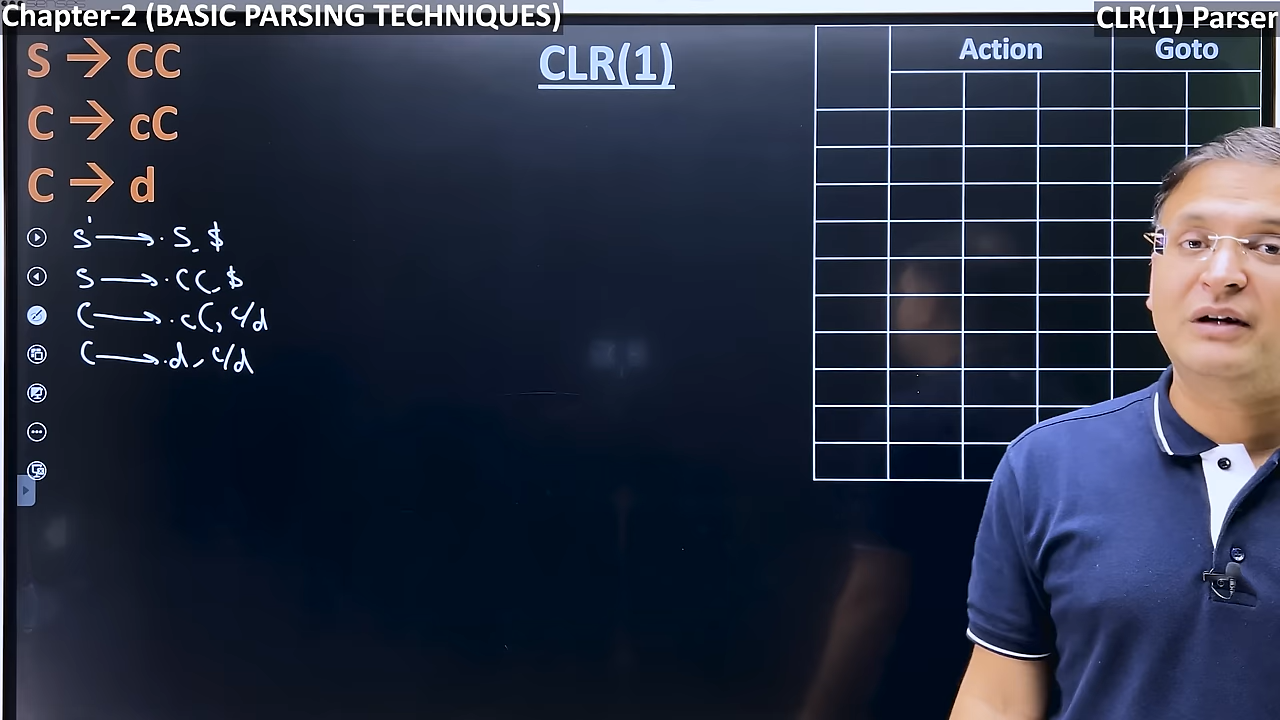 Chapter-2 (BASIC PARSING TECHNIQUES)
CLR(1) Parser
CLR(1)
Action Goto
S → CC
C → cC
C → d
S' → .S, $
S → .CC, $
C → .cC, c/d
C → .d, c/d